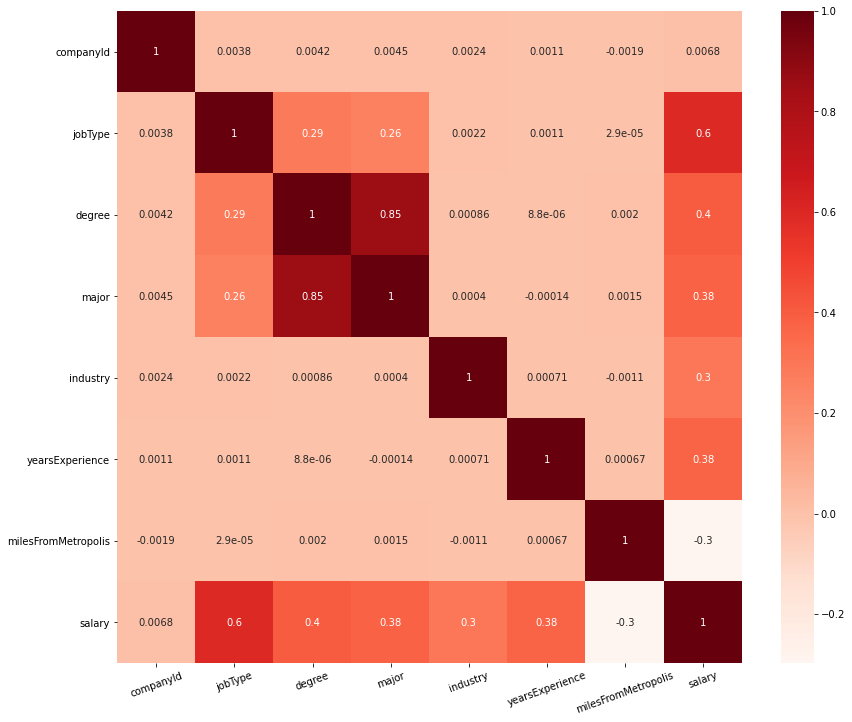 companyId 1 0.0038 0.0042 0.0045 0.0024 0.0011 -0.0019 0.0068
jobType 0.0038 1 0.29 0.26 0.0022 0.0011 2.9e-05 0.6
degree 0.0042 0.29 1 0.85 0.00086 8.8e-06 0.002 0.4
major 0.0045 0.26 0.85 1 0.0004 -0.00014 0.0015 0.38
industry 0.0024 0.0022 0.00086 0.0004 1 0.00071 -0.0011 0.3
yearsExperience 0.0011 0.0011 8.8e-06 -0.00014 0.00071 1 0.00067 0.38
milesFromMetropolis -0.0019 2.9e-05 0.002 0.0015 -0.0011 0.00067 1 -0.3
salary 0.0068 0.6 0.4 0.38 0.3 0.38 -0.3 1
companyId jobType degree major industry yearsExperience milesFromMetropolis salary
1.0
0.8
0.6
0.4
0.2
0.0
−0.2